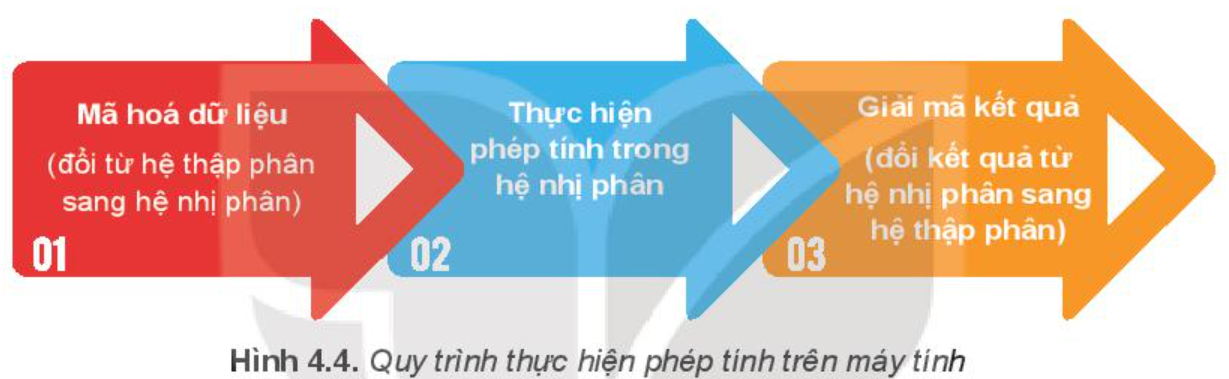 Mã hoá dữ liệu
(đổi từ hệ thập phân
sang hệ nhị phân)
01
Thực hiện
phép tính trong
hệ nhị phân
02
Giải mã kết quả
(đổi kết quả từ
hệ nhị phân sang
hệ thập phân)
03
Hình 4.4. Quy trình thực hiện phép tính trên máy tính